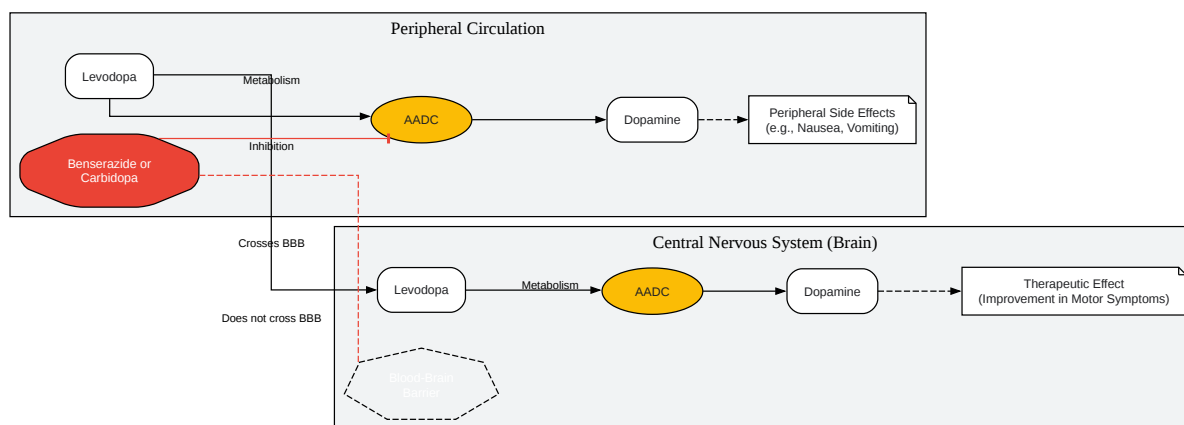 Peripheral Circulation
Levodopa
Metabolism
AADC
Dopamine
Peripheral Side Effects
(e.g., Nausea, Vomiting)
Inhibition
Benserazide or
Carbidopa
Crosses BBB
Central Nervous System (Brain)
Levodopa
Metabolism
AADC
Dopamine
Therapeutic Effect
(Improvement in Motor Symptoms)
Does not cross BBB
Blood-Brain
Barrier